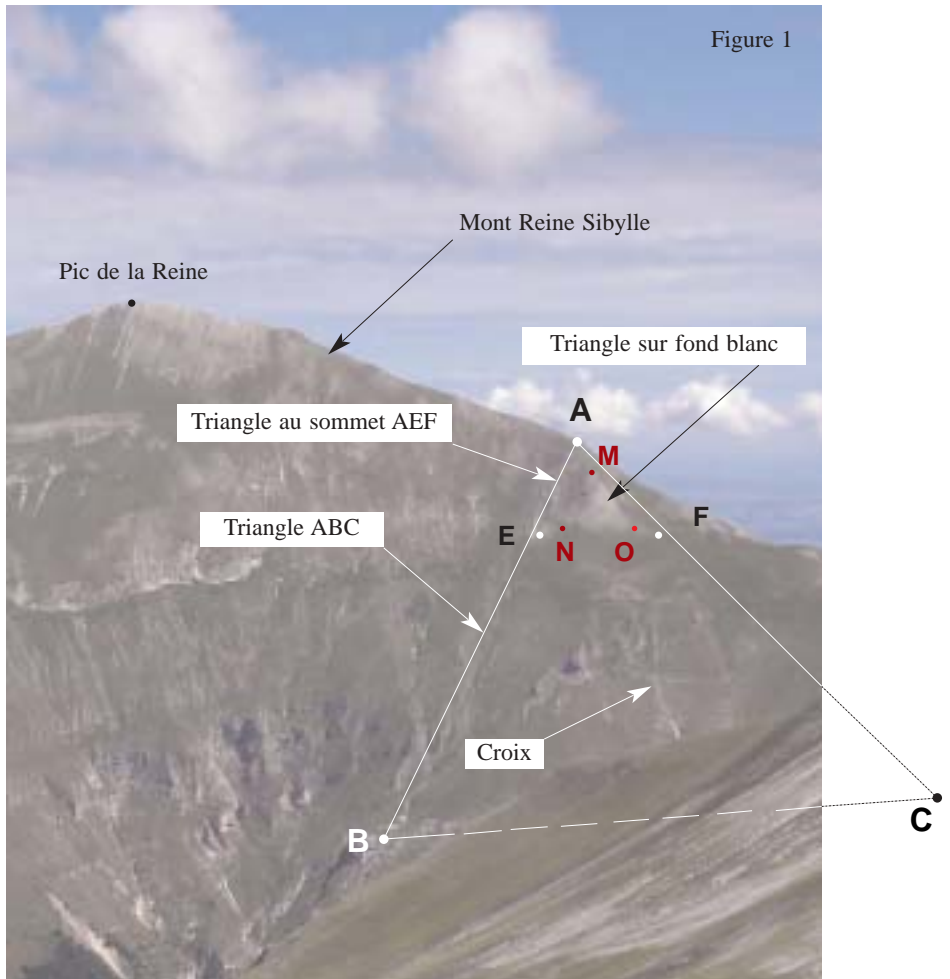 Figure 1
Mont Reine Sibylle
Pic de la Reine
Triangle sur fond blanc
A
Triangle au sommet AEF
M
F
Triangle ABC
E
N
O
Croix
B
C